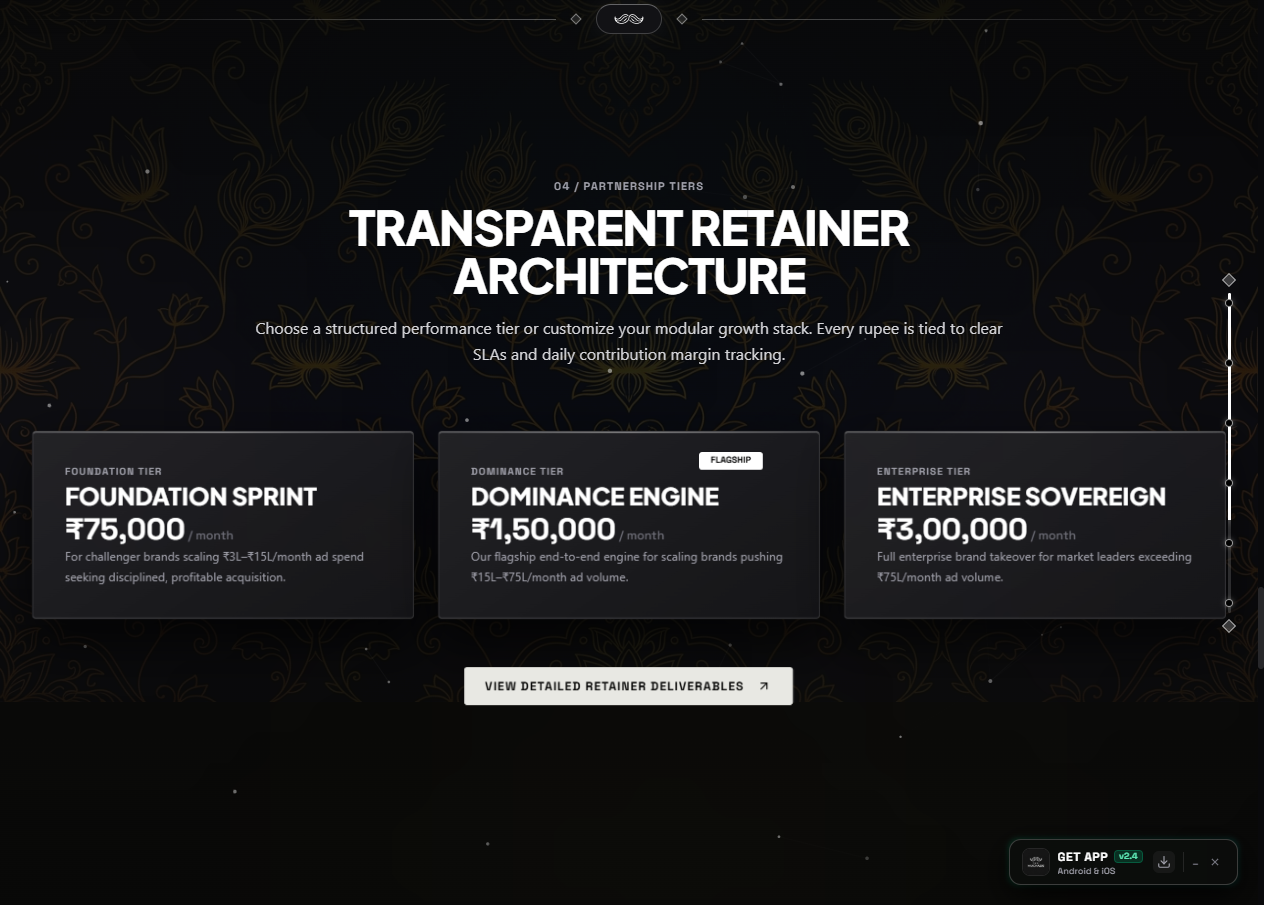 04 / PARTNERSHIP TIERS
TRANSPARENT RETAINER
ARCHITECTURE
Choose a structured performance tier or customize your modular growth stack. Every rupee is tied to clear
SLAs and daily contribution margin tracking.
FOUNDATION TIER
FOUNDATION SPRINT
₹75,000 / month
For challenger brands scaling ₹3L–₹15L/month ad spend
seeking disciplined, profitable acquisition.
FLAGSHIP
DOMINANCE TIER
DOMINANCE ENGINE
₹1,50,000 / month
Our flagship end-to-end engine for scaling brands pushing
₹15L–₹75L/month ad volume.
ENTERPRISE TIER
ENTERPRISE SOVEREIGN
₹3,00,000 / month
Full enterprise brand takeover for market leaders exceeding
₹75L/month ad volume.
VIEW DETAILED RETAINER DELIVERABLES
GET APP v2.4
Android & iOS